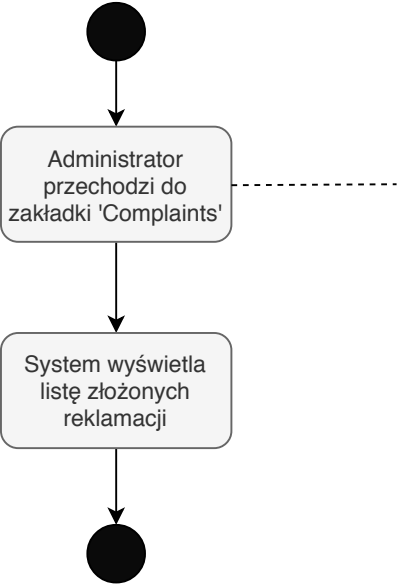 Administrator
przechodzi do
zakładki 'Complaints'
System wyświetla
listę złożonych
reklamacji